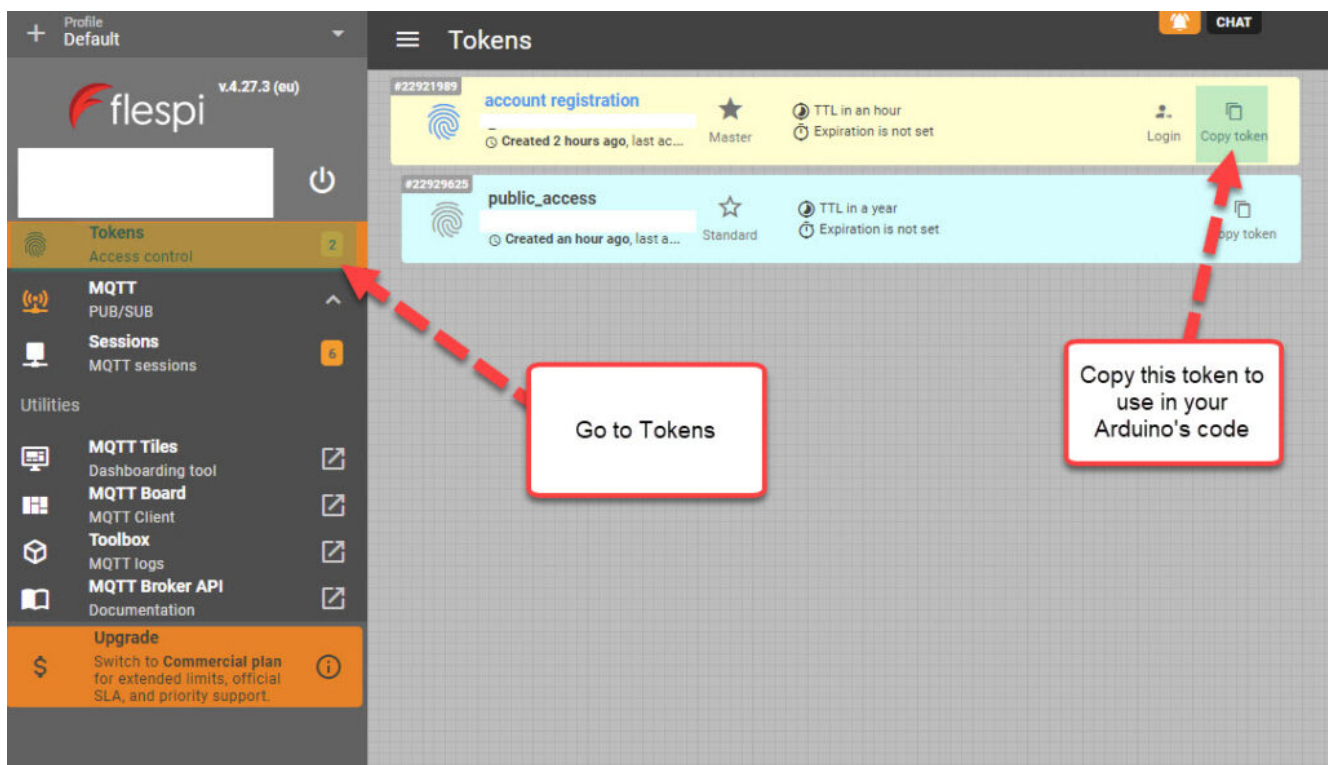 Profile
Default
flespi
v.4.27.3 (eu)
Tokens
Access control
2
MQTT
PUB/SUB
Sessions
MQTT sessions
6
Utilities
MQTT Tiles
Dashboarding tool
MQTT Board
MQTT Client
Toolbox
MQTT logs
MQTT Broker API
Documentation
Upgrade
Switch to Commercial plan
for extended limits, official
SLA, and priority support.
Tokens
CHAT
#22921989
account registration
Created 2 hours ago, last ac...
Master
TTL in an hour
Expiration is not set
Login
Copy token
#22929625
public_access
Created an hour ago, last a...
Standard
TTL in a year
Expiration is not set
opy token
Go to Tokens
Copy this token to
use in your
Arduino's code